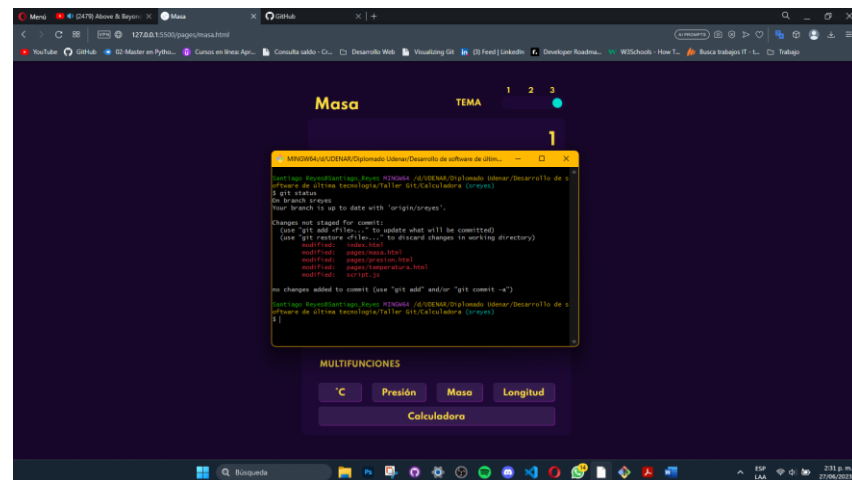 Menú
(2479) Above & Beyon
Masa
GitHub
127.0.0.1:5500/pages/masa.html
YouTube
GitHub
02-Master en Pytho...
Cursos en línea: Apr...
Consulta saldo - Cr...
Desarrollo Web
Visualizing Git
(3) Feed | LinkedIn
Developer Roadma...
W3Schools - How T...
Busca trabajos IT - t...
Trabajo
1 2 3
Masa TEMA
1
MINGW64:/d/UDENAR/Diplomado Udenar/Desarrollo de software de últim...
Santiago Reyes@Santiago_Reyes MINGW64 /d/UDENAR/Diplomado Udenar/Desarrollo de s
oftware de última tecnología/Taller Git/Calculadora (sreyes)
$ git status
On branch sreyes
Your branch is up to date with 'origin/sreyes'.
Changes not staged for commit:
(use "git add <file>..." to update what will be committed)
(use "git restore <file>..." to discard changes in working directory)
modified: index.html
modified: pages/masa.html
modified: pages/presion.html
modified: pages/temperatura.html
modified: script.js
no changes added to commit (use "git add" and/or "git commit -a")
Santiago Reyes@Santiago_Reyes MINGW64 /d/UDENAR/Diplomado Udenar/Desarrollo de s
oftware de última tecnología/Taller Git/Calculadora (sreyes)
$
MULTIFUNCIONES
°C Presión Masa Longitud
Calculadora
Búsqueda
ESP
LAA
2:31 p. m.
27/06/2023